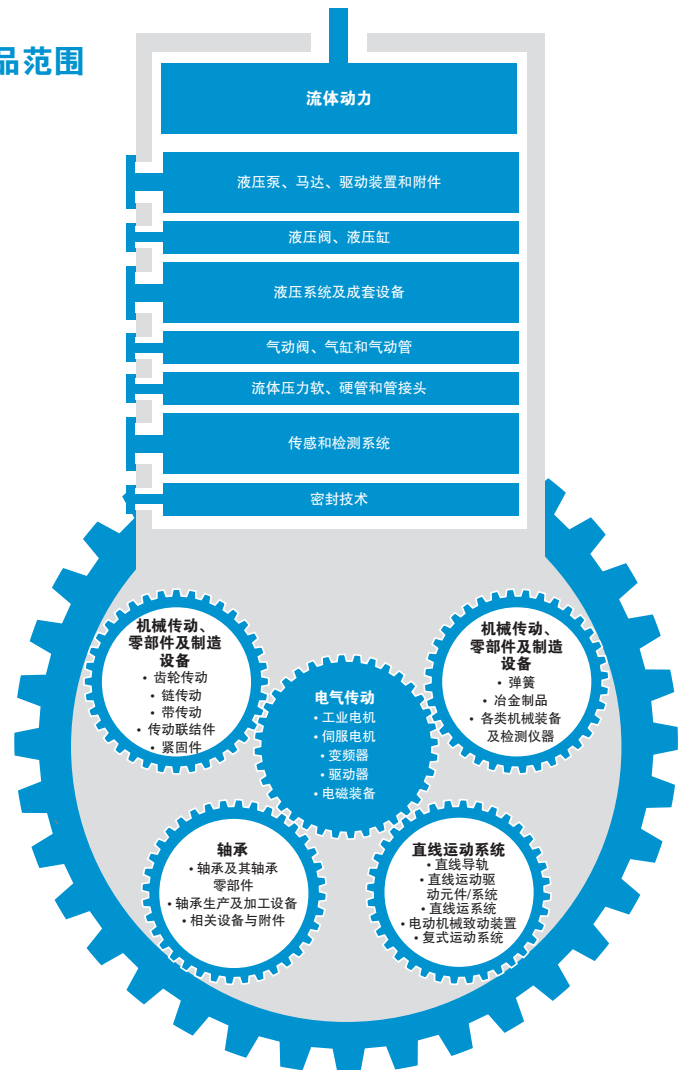 品范围
流体动力
液压泵、马达、驱动装置和附件
液压阀、液压缸
液压系统及成套设备
气动阀、气缸和气动管
流体压力软、硬管和管接头
传感和检测系统
密封技术
机械传动、
零部件及制造
设备
• 齿轮传动
• 链传动
• 带传动
• 传动联结件
• 紧固件
机械传动、
零部件及制造
设备
• 弹簧
• 冶金制品
• 各类机械装备
及检测仪器
电气传动
• 工业电机
• 伺服电机
• 变频器
• 驱动器
• 电磁装备
轴承
• 轴承及其轴承
零部件
• 轴承生产及加工设备
• 相关设备与附件
直线运动系统
• 直线导轨
• 直线运动驱
动元件/系统
• 直线运系统
• 电动机械致动装置
• 复式运动系统